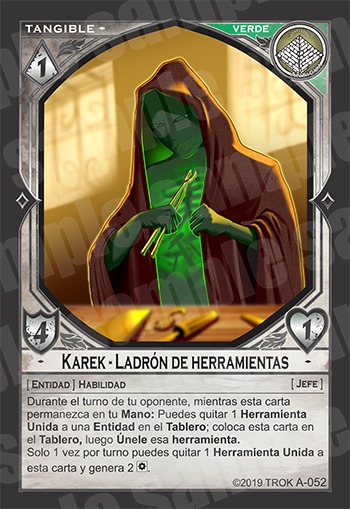 TANGIBLE
VERDE
1
4
1
KAREK - LADRÓN DE HERRAMIENTAS
[ ENTIDAD ] HABILIDAD
[ JEFE ]
Durante el turno de tu oponente, mientras esta carta
permanezca en tu Mano: Puedes quitar 1 Herramienta
Unida a una Entidad en el Tablero; coloca esta carta en
el Tablero, luego Únele esa herramienta.
Solo 1 vez por turno puedes quitar 1 Herramienta Unida a
esta carta y genera 2 .
©2019 TROK A-052
Sample